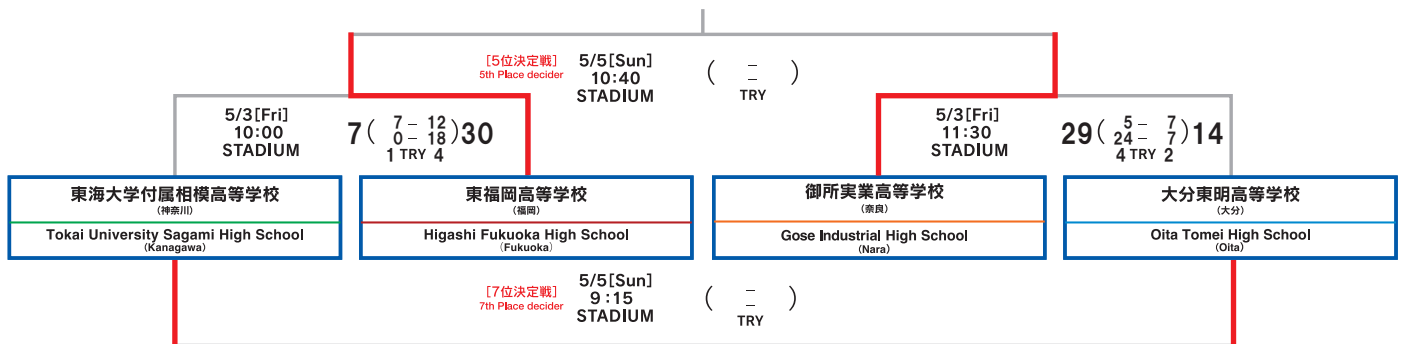 [5位決定戦]
5th Place decider
5/5[Sun]
10:40
STADIUM
( – )
–
TRY
5/3[Fri]
10:00
STADIUM
7( 7 – 12 )30
0 – 18
1 TRY 4
5/3[Fri]
11:30
STADIUM
29( 5 – 7 )14
24 – 7
4 TRY 2
東海大学付属相模高等学校
(神奈川)
Tokai University Sagami High School
(Kanagawa)
東福岡高等学校
(福岡)
Higashi Fukuoka High School
(Fukuoka)
御所実業高等学校
(奈良)
Gose Industrial High School
(Nara)
大分東明高等学校
(大分)
Oita Tomei High School
(Oita)
[7位決定戦]
7th Place decider
5/5[Sun]
9:15
STADIUM
( – )
–
TRY